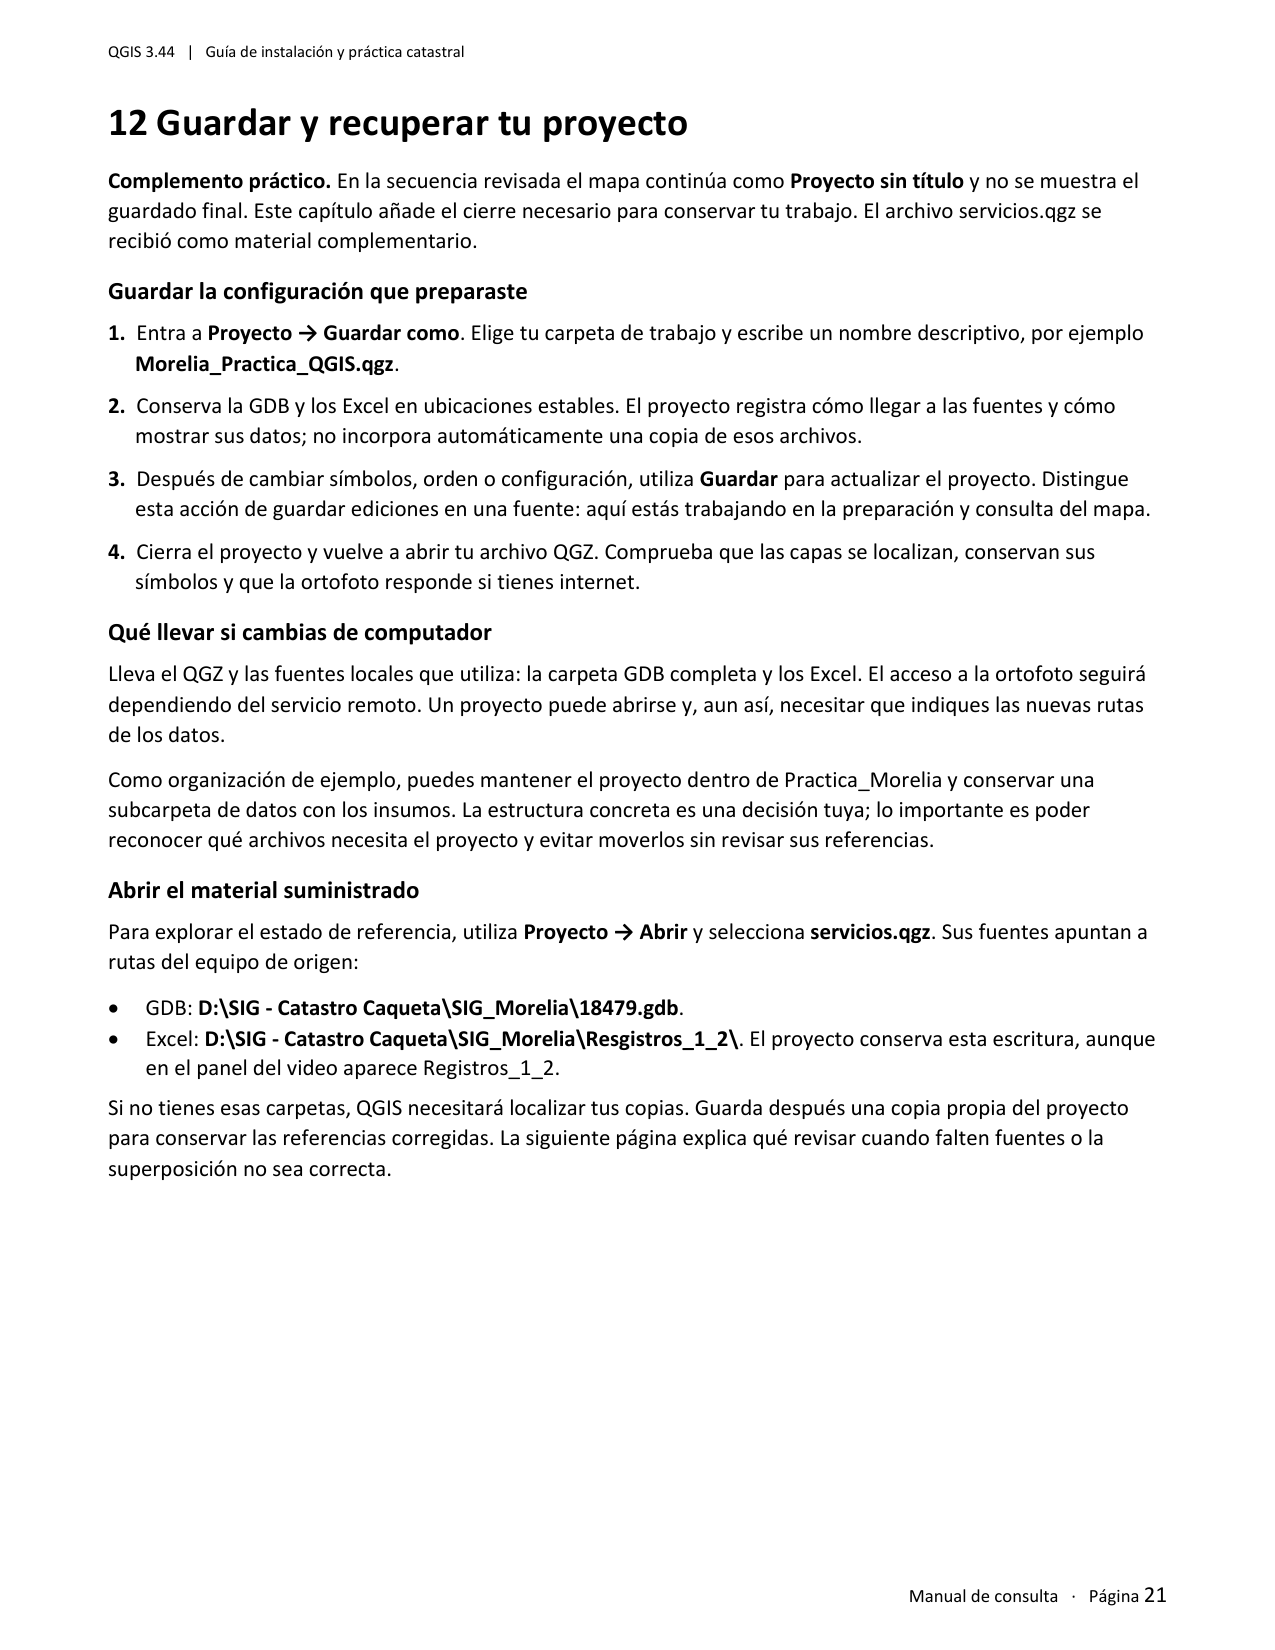 QGIS 3.44 | Guía de instalación y práctica catastral
12 Guardar y recuperar tu proyecto
Complemento práctico. En la secuencia revisada el mapa continúa como Proyecto sin título y no se muestra el
guardado final. Este capítulo añade el cierre necesario para conservar tu trabajo. El archivo servicios.qgz se
recibió como material complementario.
Guardar la configuración que preparaste
1. Entra a Proyecto → Guardar como. Elige tu carpeta de trabajo y escribe un nombre descriptivo, por ejemplo
Morelia_Practica_QGIS.qgz.
2. Conserva la GDB y los Excel en ubicaciones estables. El proyecto registra cómo llegar a las fuentes y cómo
mostrar sus datos; no incorpora automáticamente una copia de esos archivos.
3. Después de cambiar símbolos, orden o configuración, utiliza Guardar para actualizar el proyecto. Distingue
esta acción de guardar ediciones en una fuente: aquí estás trabajando en la preparación y consulta del mapa.
4. Cierra el proyecto y vuelve a abrir tu archivo QGZ. Comprueba que las capas se localizan, conservan sus
símbolos y que la ortofoto responde si tienes internet.
Qué llevar si cambias de computador
Lleva el QGZ y las fuentes locales que utiliza: la carpeta GDB completa y los Excel. El acceso a la ortofoto seguirá
dependiendo del servicio remoto. Un proyecto puede abrirse y, aun así, necesitar que indiques las nuevas rutas
de los datos.
Como organización de ejemplo, puedes mantener el proyecto dentro de Practica_Morelia y conservar una
subcarpeta de datos con los insumos. La estructura concreta es una decisión tuya; lo importante es poder
reconocer qué archivos necesita el proyecto y evitar moverlos sin revisar sus referencias.
Abrir el material suministrado
Para explorar el estado de referencia, utiliza Proyecto → Abrir y selecciona servicios.qgz. Sus fuentes apuntan a
rutas del equipo de origen:
• GDB: D:\SIG - Catastro Caqueta\SIG_Morelia\18479.gdb.
• Excel: D:\SIG - Catastro Caqueta\SIG_Morelia\Resgistros_1_2\. El proyecto conserva esta escritura, aunque
en el panel del video aparece Registros_1_2.
Si no tienes esas carpetas, QGIS necesitará localizar tus copias. Guarda después una copia propia del proyecto
para conservar las referencias corregidas. La siguiente página explica qué revisar cuando falten fuentes o la
superposición no sea correcta.
Manual de consulta · Página 21